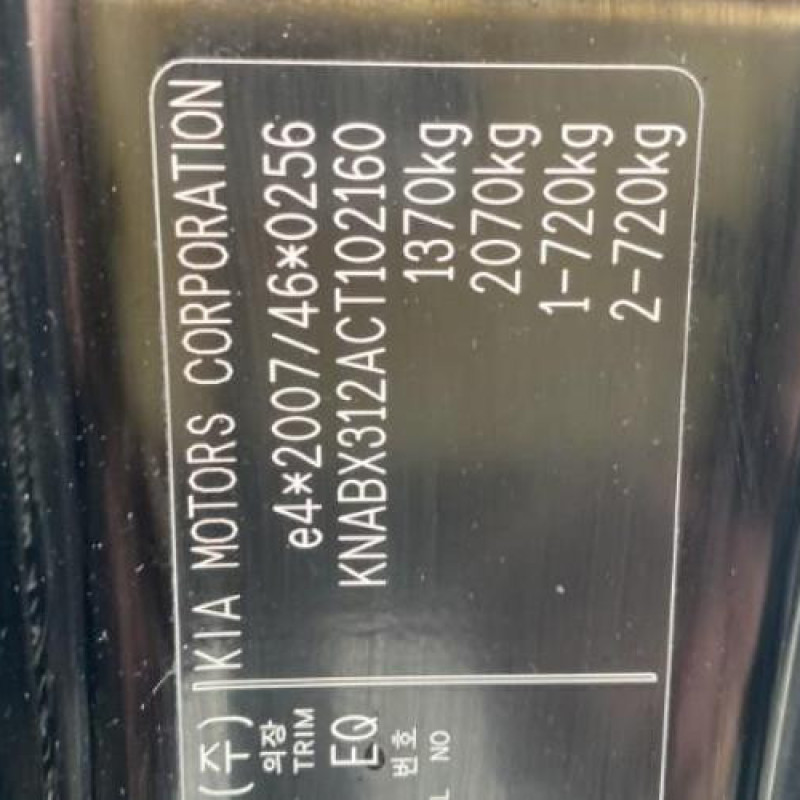 (주) KIA MOTORS CORPORATION
e4*2007/46*0256
KNABX312ACT102160
1370kg
2070kg
1-720kg
2-720kg
의장
TRIM
EQ
번호
NO